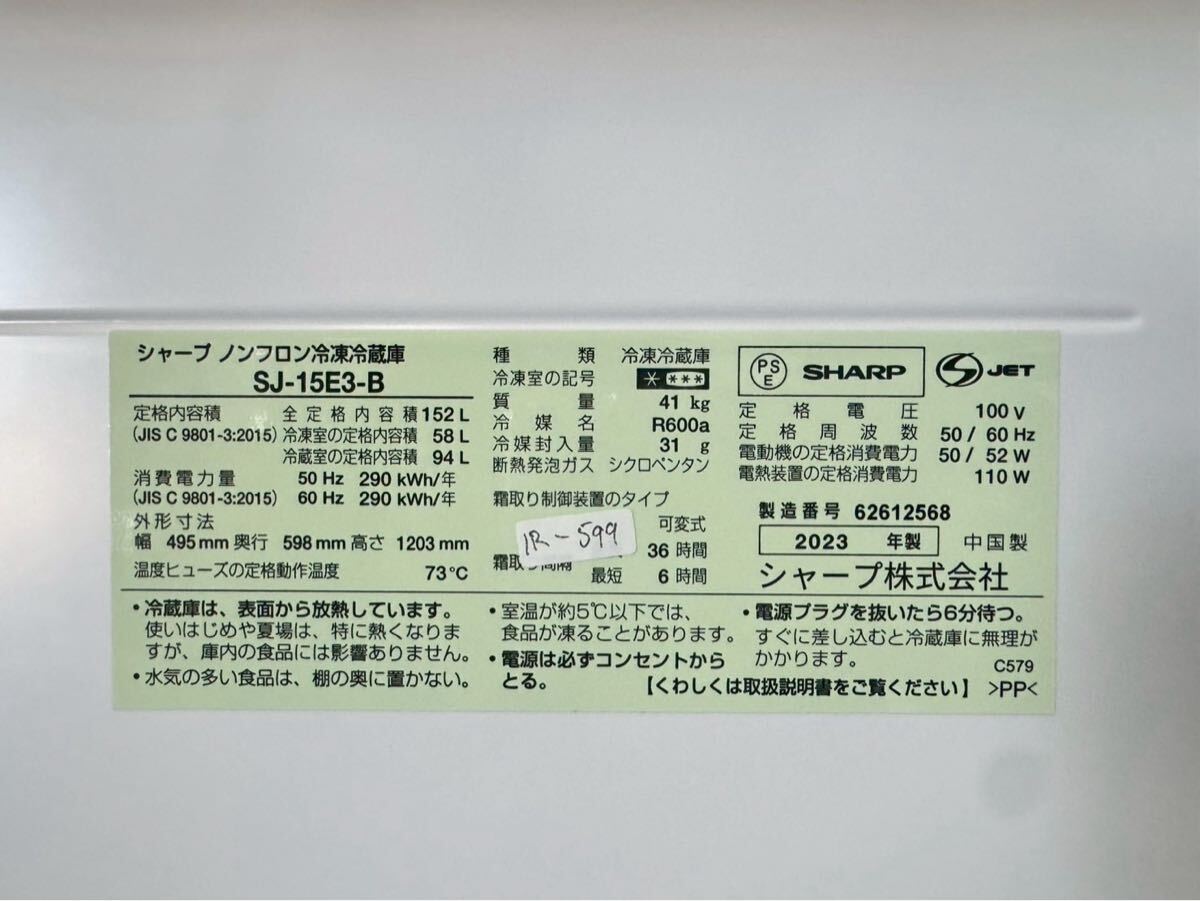 シャープ ノンフロン冷凍冷蔵庫
SJ-15E3-B
定格内容積 全定格内容積 152 L
(JIS C 9801-3:2015) 冷凍室の定格内容積 58 L
冷蔵室の定格内容積 94 L
消費電力量 50 Hz 290 kWh/年
(JIS C 9801-3:2015) 60 Hz 290 kWh/年
外形寸法
幅 495 mm 奥行 598 mm 高さ 1203 mm
温度ヒューズの定格動作温度 73℃
種類 冷凍冷蔵庫
冷凍室の記号
質量 41 kg
冷媒名 R600a
冷媒封入量 31 g
断熱発泡ガス シクロペンタン
霜取り制御装置のタイプ
可変式
1R-599
36 時間
霜取り間隔
最短 6 時間
PS E SHARP JET
定格電圧 100 V
定格周波数 50 / 60 Hz
電動機の定格消費電力 50 / 52 W
電熱装置の定格消費電力 110 W
製造番号 62612568
2023 年製 中国製
シャープ株式会社
・冷蔵庫は、表面から放熱しています。
使いはじめや夏場は、特に熱くなりま
すが、庫内の食品には影響ありません。
・水気の多い食品は、棚の奥に置かない。
・室温が約5℃以下では、
食品が凍ることがあります。
・電源は必ずコンセントから
とる。
・電源プラグを抜いたら6分待つ。
すぐに差し込むと冷蔵庫に無理が
かかります。
C579
【くわしくは取扱説明書をご覧ください】 >PP<